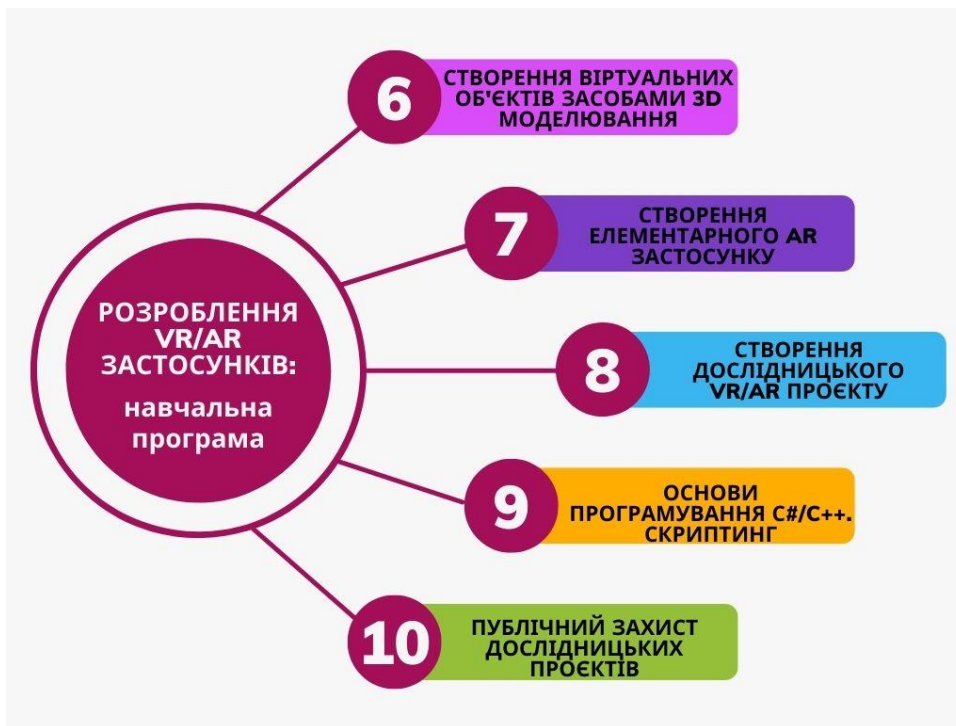 РОЗРОБЛЕННЯ
VR/AR
ЗАСТОСУНКІВ:
навчальна
програма
6
СТВОРЕННЯ ВІРТУАЛЬНИХ
ОБ'ЄКТІВ ЗАСОБАМИ 3D
МОДЕЛЮВАННЯ
7
СТВОРЕННЯ
ЕЛЕМЕНТАРНОГО AR
ЗАСТОСУНКУ
8
СТВОРЕННЯ
ДОСЛІДНИЦЬКОГО
VR/AR ПРОЄКТУ
9
ОСНОВИ
ПРОГРАМУВАННЯ C#/C++.
СКРИПТИНГ
10
ПУБЛІЧНИЙ ЗАХИСТ
ДОСЛІДНИЦЬКИХ
ПРОЄКТІВ